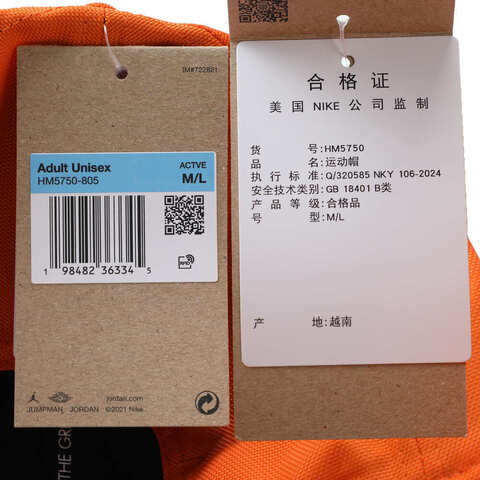 IM#722821
Adult Unisex
ACTVE
HM5750-805
M/L
1 98482 36334 5
RFID
JUMPMAN JORDAN
jordan.com
©2021 Nike
THE GR
合格证
美国 NIKE 公司监制
货号:HM5750
品名:运动帽
执行标准:Q/320585 NKY 106-2024
安全技术类别:GB 18401 B类
产品等级:合格品
号型:M/L
产地:越南